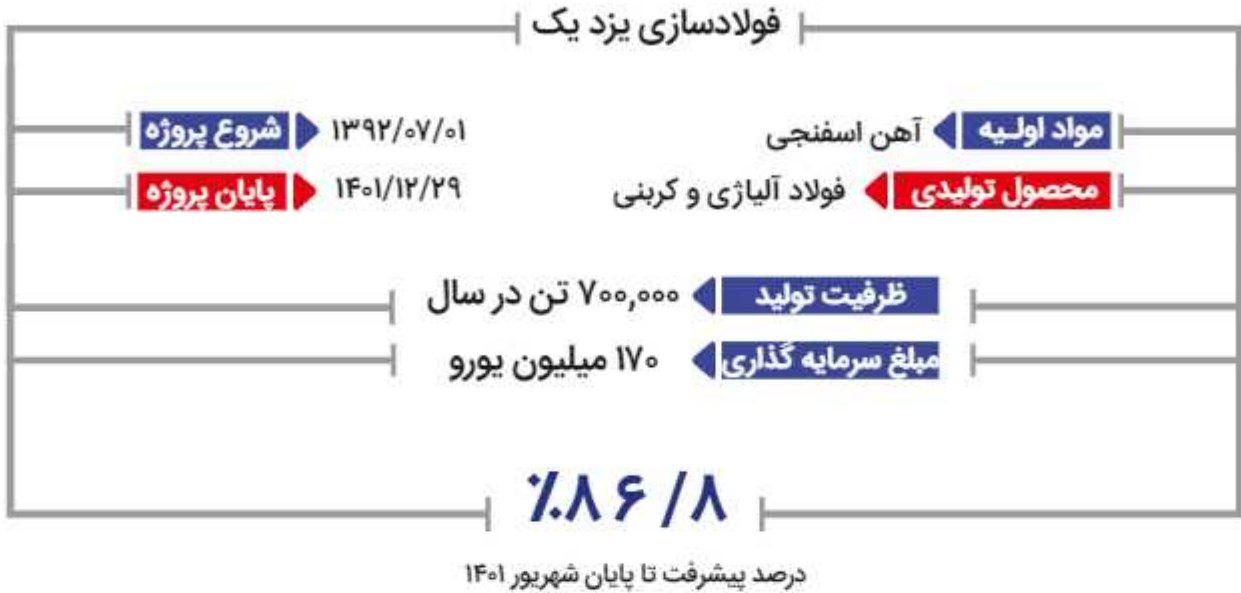 فولادسازی یزد یک
مواد اولـیه آهن اسفنجی
شروع پروژه ۱۳۹۲/۰۷/۰۱
محصول تولیدی فولاد آلیاژی و کربنی
پایان پروژه ۱۴۰۱/۱۲/۲۹
ظرفیت تولید ۷۰۰,۰۰۰ تن در سال
مبلغ سرمایه گذاری ۱۷۰ میلیون یورو
٪۸۶/۸
درصد پیشرفت تا پایان شهریور ۱۴۰۱